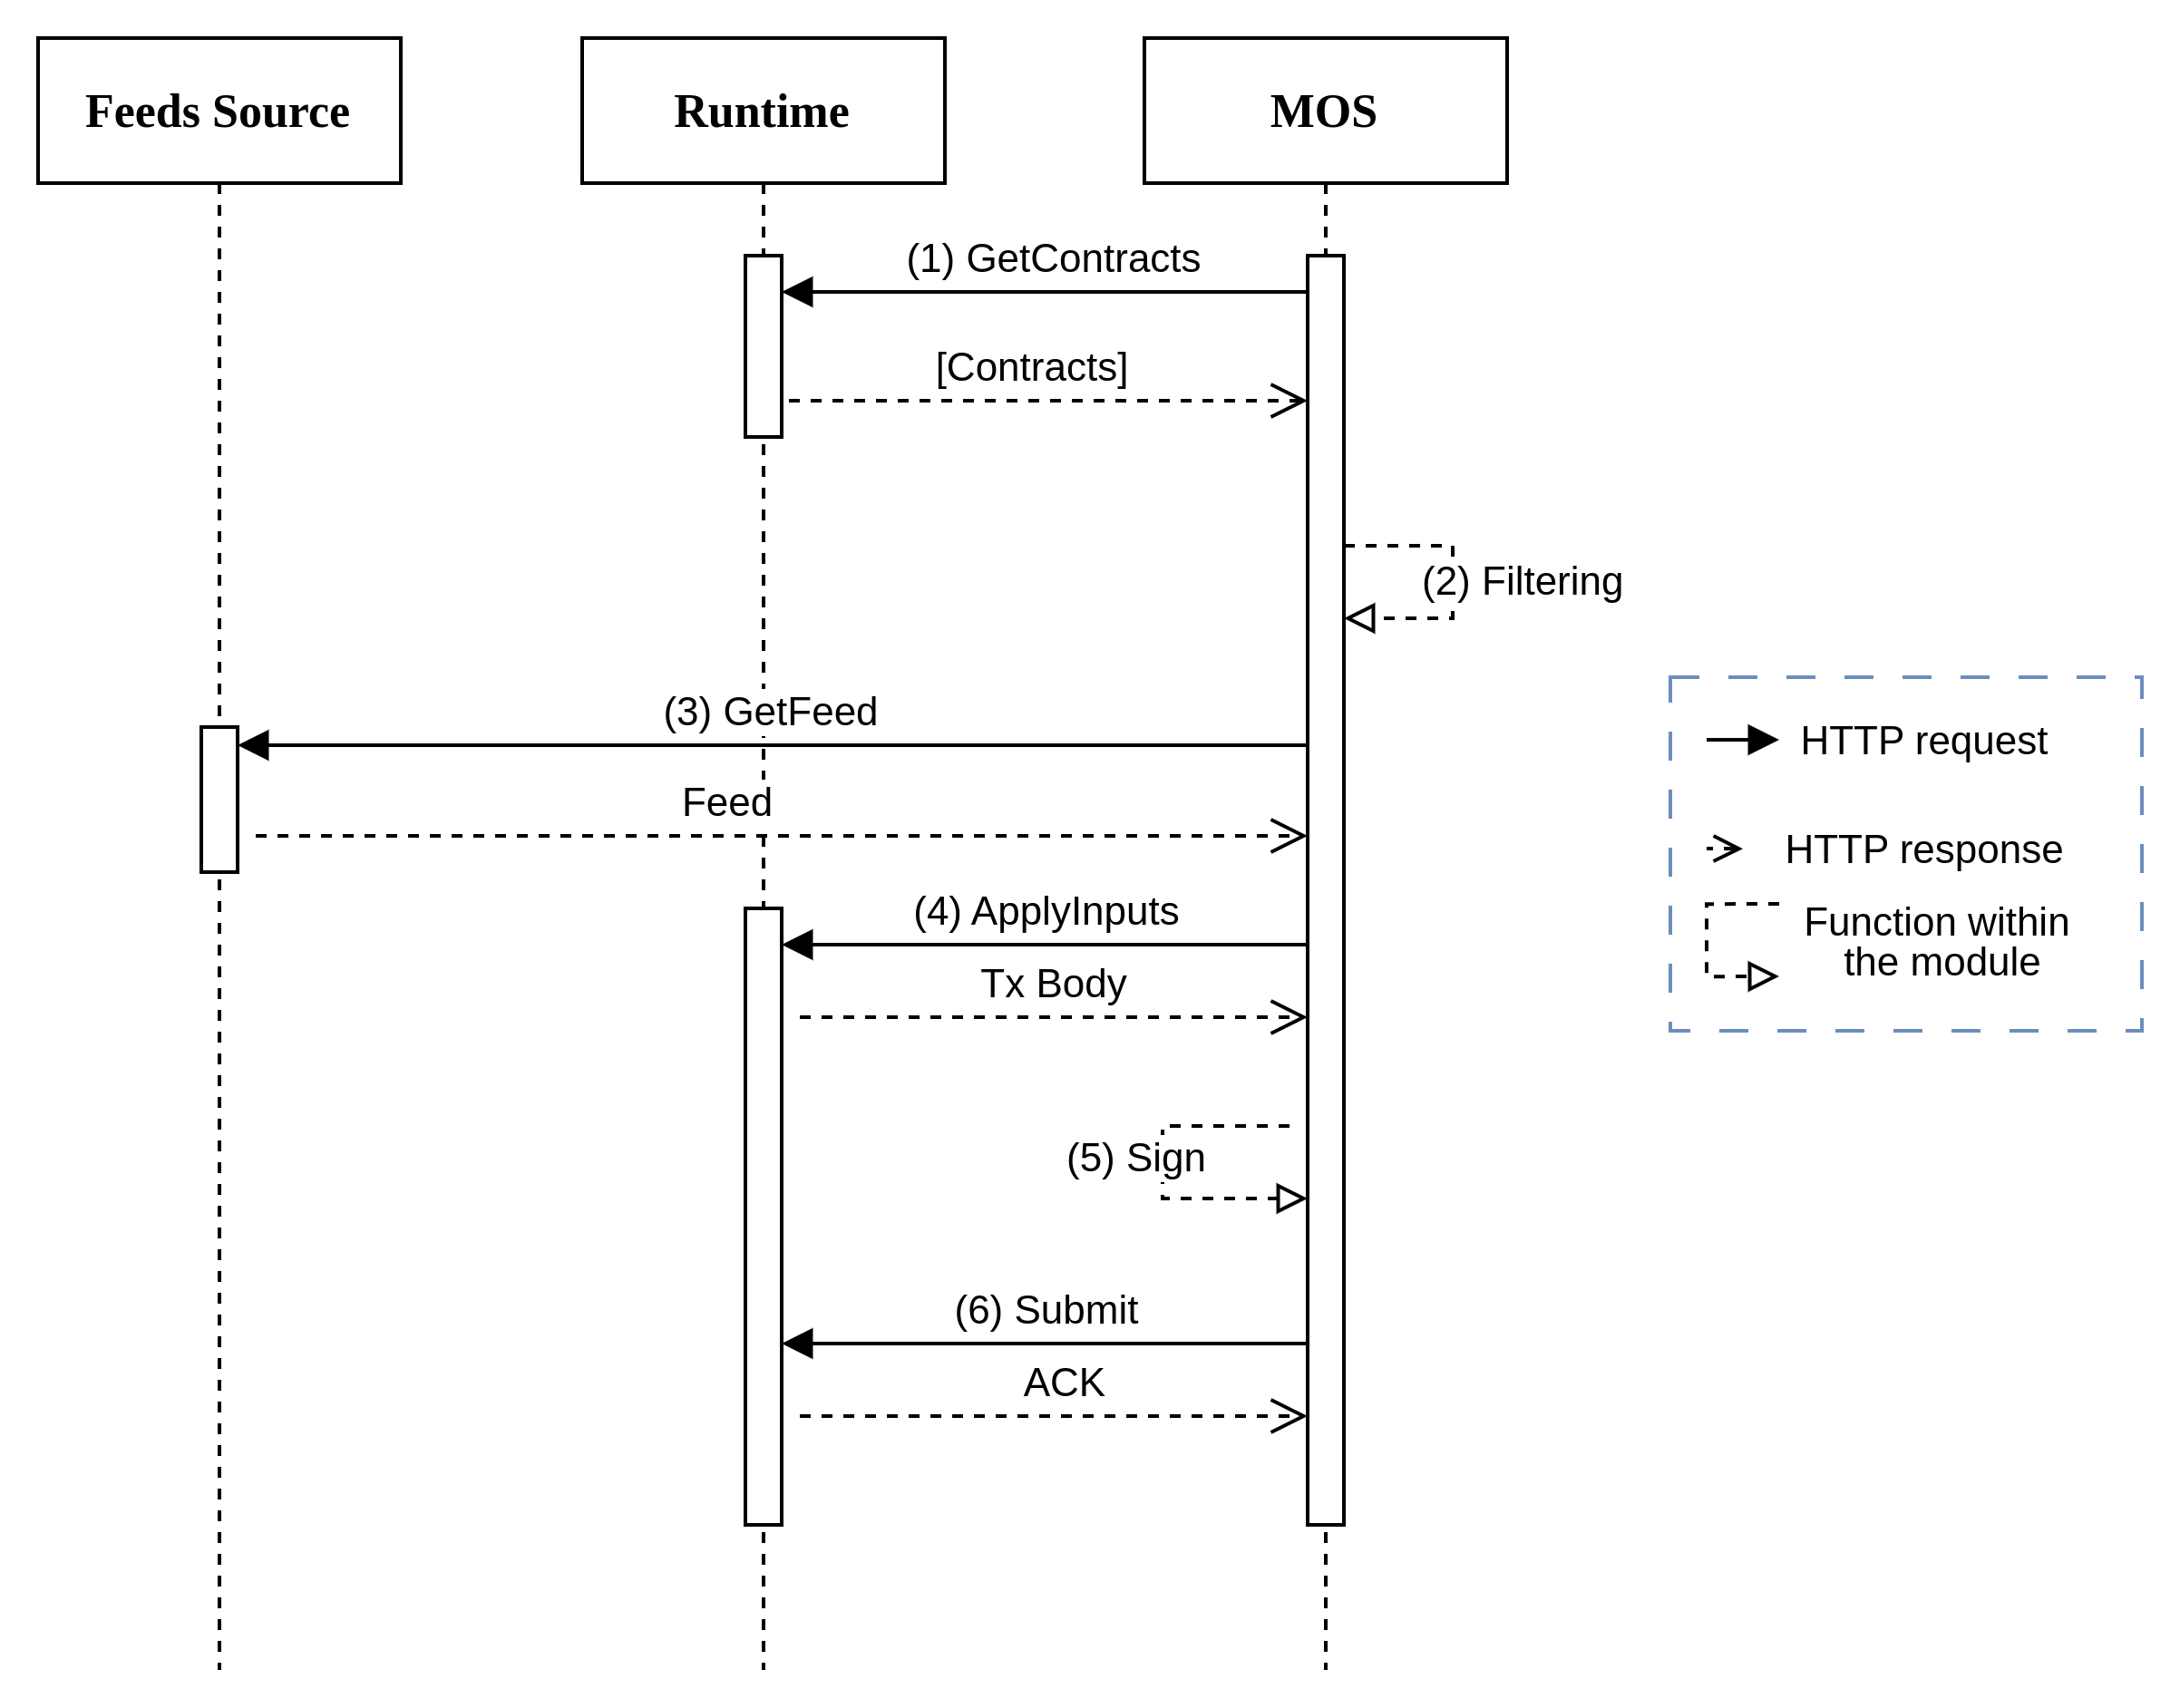 Feeds Source
Runtime
MOS
(1) GetContracts
[Contracts]
(2) Filtering
(3) GetFeed
Feed
(4) ApplyInputs
Tx Body
(5) Sign
(6) Submit
ACK
HTTP request
HTTP response
Function within
the module